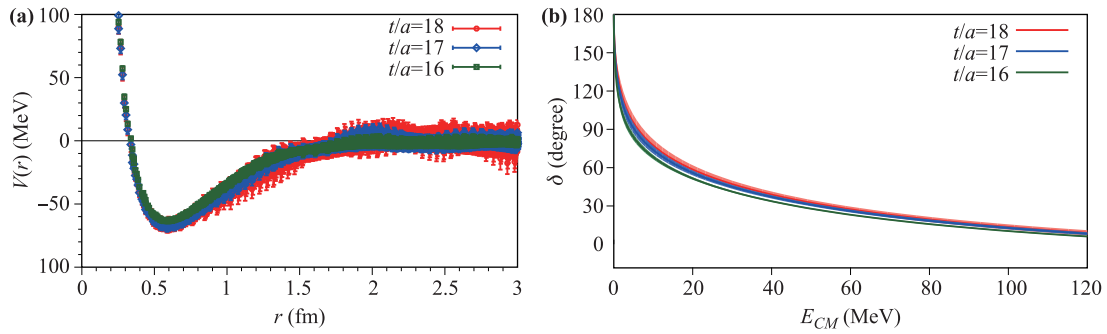 (a)
t/a=18
t/a=17
t/a=16
100
50
0
−50
100
V(r) (MeV)
0 0.5 1 1.5 2 2.5 3
r (fm)
(b)
t/a=18
t/a=17
t/a=16
180
150
120
90
60
30
0
δ (degree)
0 20 40 60 80 100 120
E_CM (MeV)